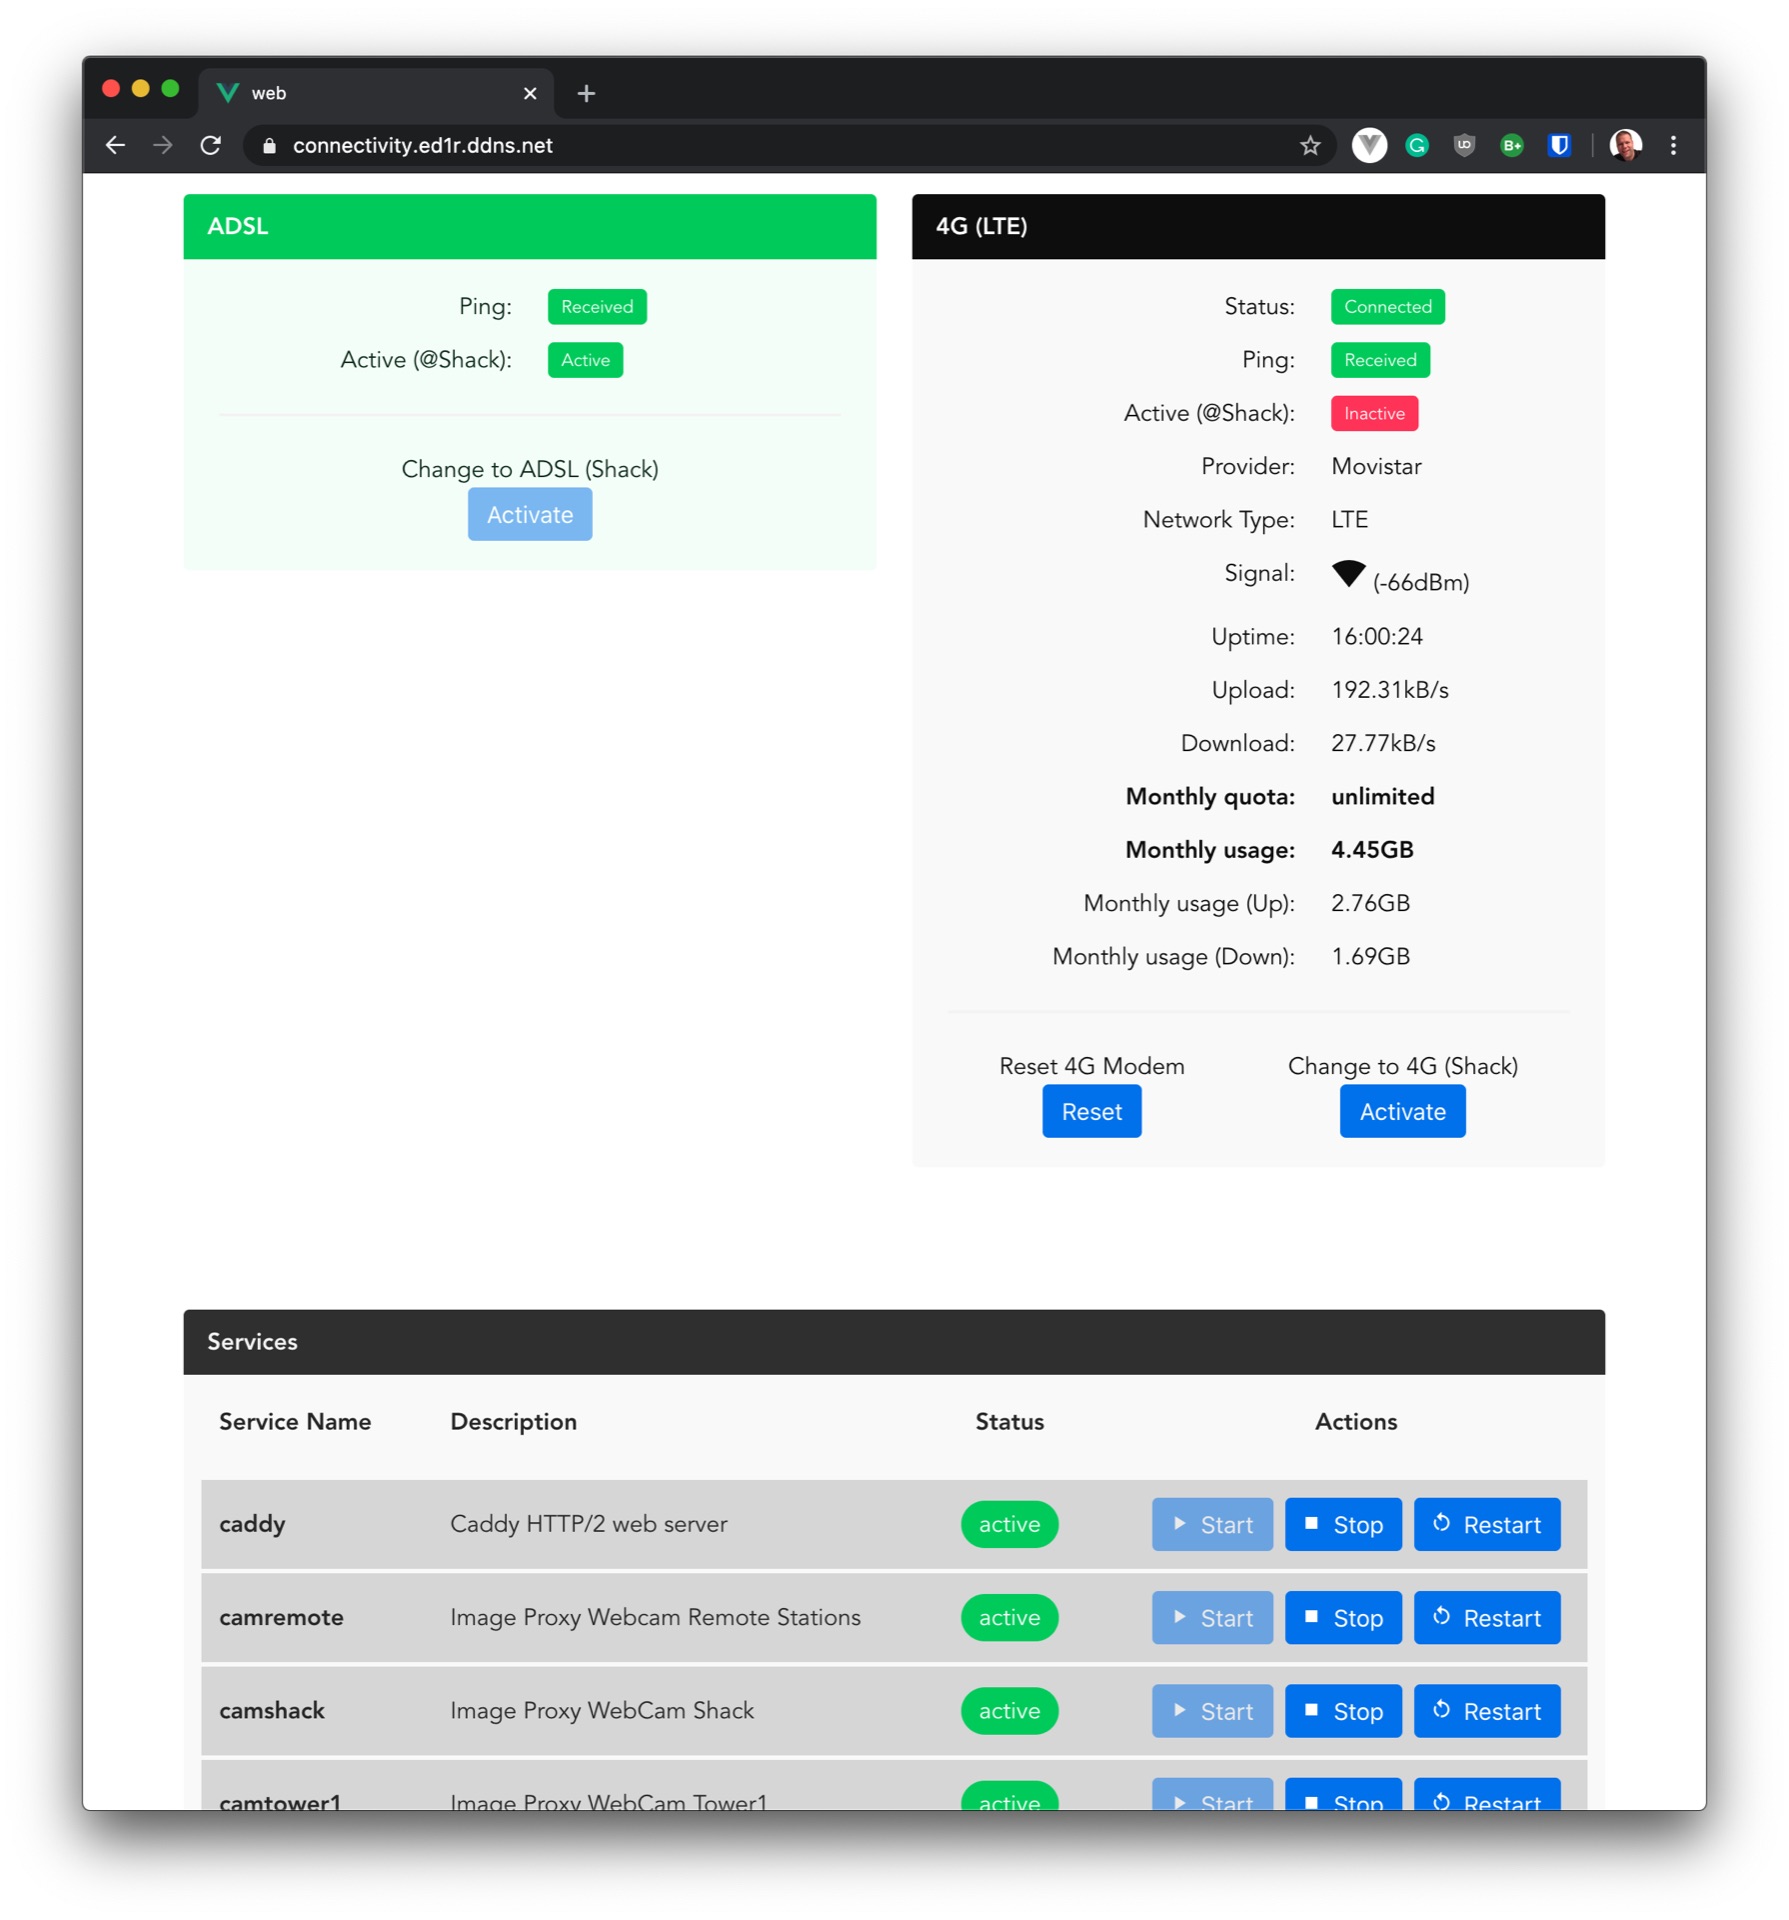 web
connectivity.ed1r.ddns.net
ADSL
Ping: Received
Active (@Shack): Active
Change to ADSL (Shack)
Activate
4G (LTE)
Status: Connected
Ping: Received
Active (@Shack): Inactive
Provider: Movistar
Network Type: LTE
Signal: (-66dBm)
Uptime: 16:00:24
Upload: 192.31kB/s
Download: 27.77kB/s
Monthly quota: unlimited
Monthly usage: 4.45GB
Monthly usage (Up): 2.76GB
Monthly usage (Down): 1.69GB
Reset 4G Modem Change to 4G (Shack)
Reset Activate
Services
Service Name Description Status Actions
caddy Caddy HTTP/2 web server active Start Stop Restart
camremote Image Proxy Webcam Remote Stations active Start Stop Restart
camshack Image Proxy WebCam Shack active Start Stop Restart
camtower1 Image Proxy WebCam Tower1 active Start Stop Restart